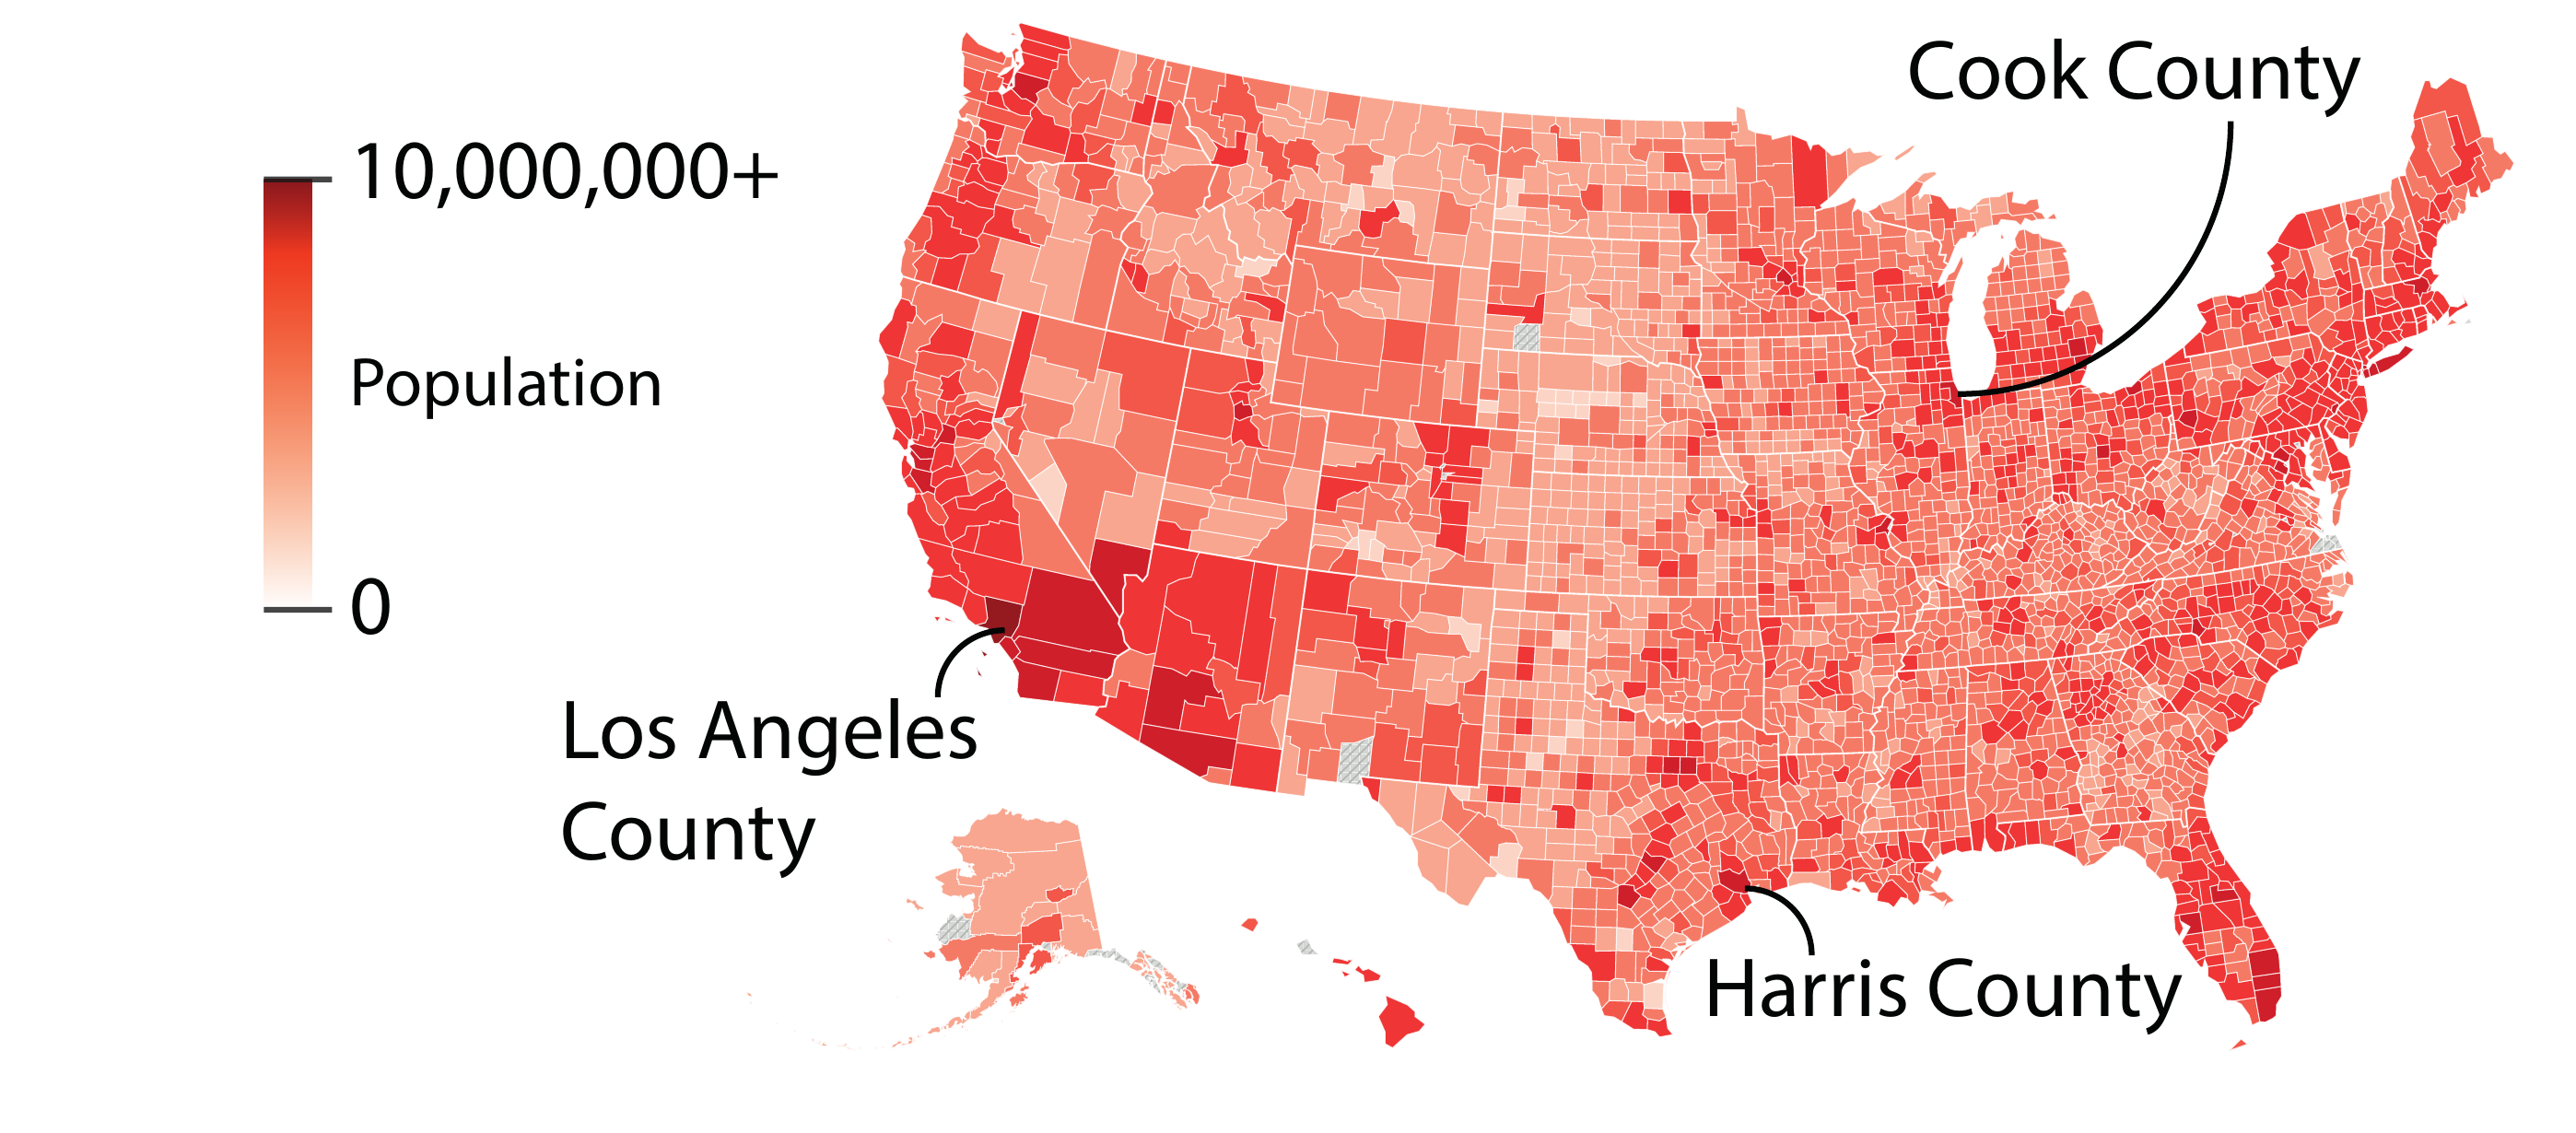 Cook County
10,000,000+
Population
0
Los Angeles
County
Harris County